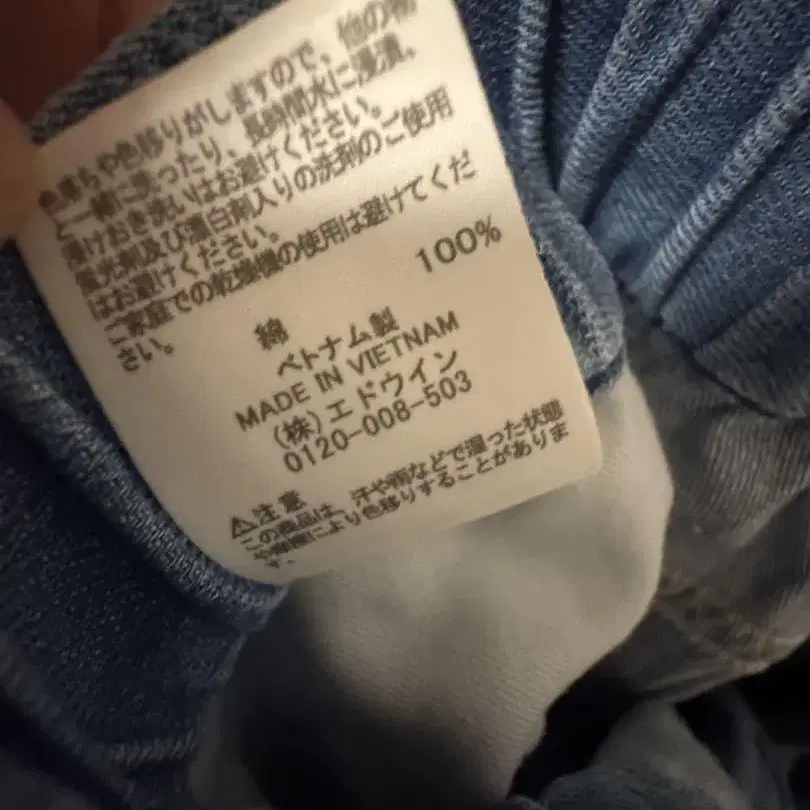 色落ちや色移りがしますので、他の物
と一緒に洗ったり、長時間水に浸漬、
漬けおき洗いはお避けください。
蛍光剤及び漂白剤入りの洗剤のご使用
はお避けください。
ご家庭での乾燥機の使用は避けてくだ
さい。
綿 100%
ベトナム製
MADE IN VIETNAM
(株)エドウイン
0120-008-503
⚠注意
この商品は、汗や雨などで湿った状態
や摩擦により色移りすることがありま
す。